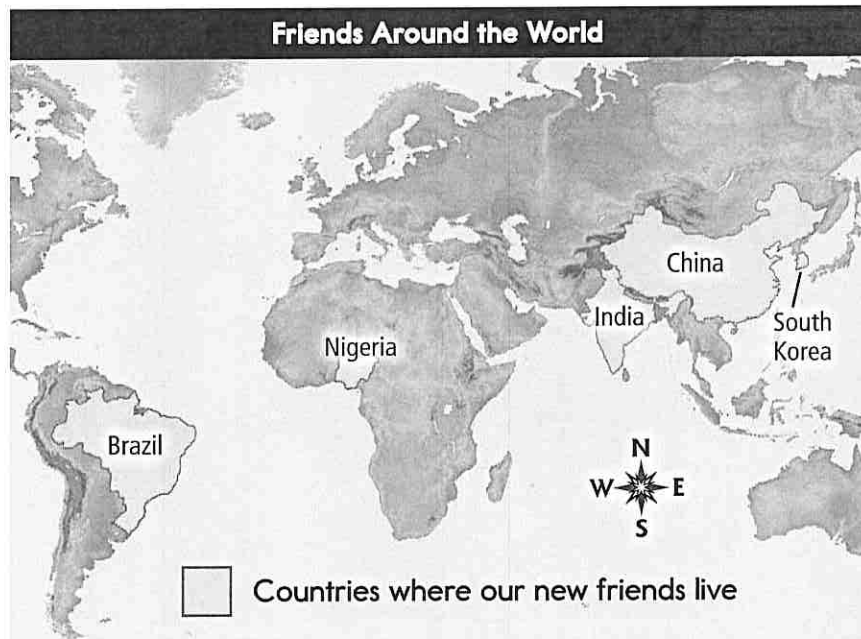 Friends Around the World
China
India
South
Korea
Nigeria
Brazil
N
W E
S
Countries where our new friends live